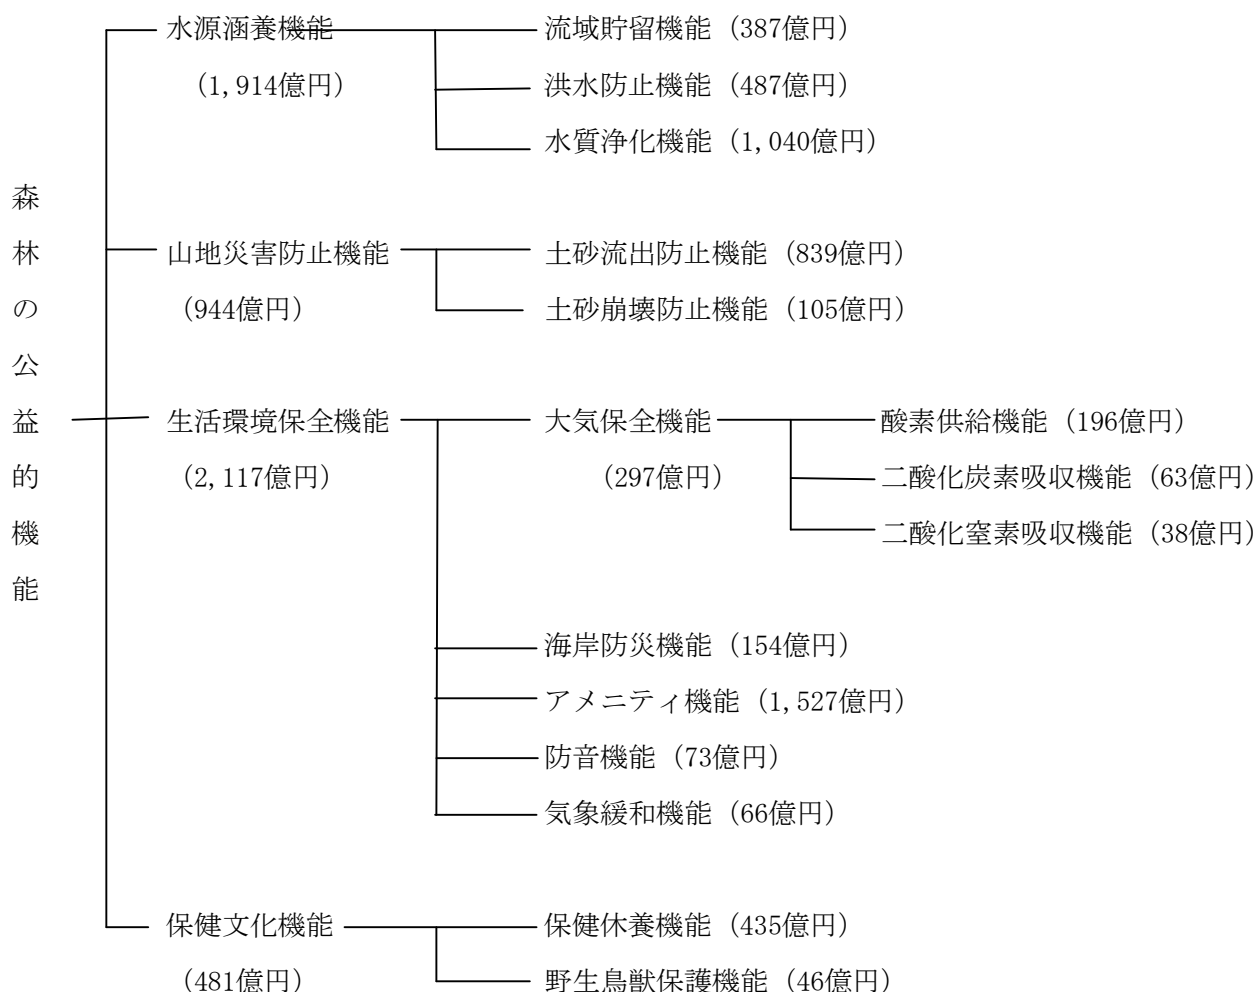 森林の公益的機能
水源涵養機能
(1,914億円)
流域貯留機能（387億円）
洪水防止機能（487億円）
水質浄化機能（1,040億円）
山地災害防止機能
（944億円）
土砂流出防止機能（839億円）
土砂崩壊防止機能（105億円）
生活環境保全機能
（2,117億円）
大気保全機能
（297億円）
酸素供給機能（196億円）
二酸化炭素吸収機能（63億円）
二酸化窒素吸収機能（38億円）
海岸防災機能（154億円）
アメニティ機能（1,527億円）
防音機能（73億円）
気象緩和機能（66億円）
保健文化機能
（481億円）
保健休養機能（435億円）
野生鳥獣保護機能（46億円）